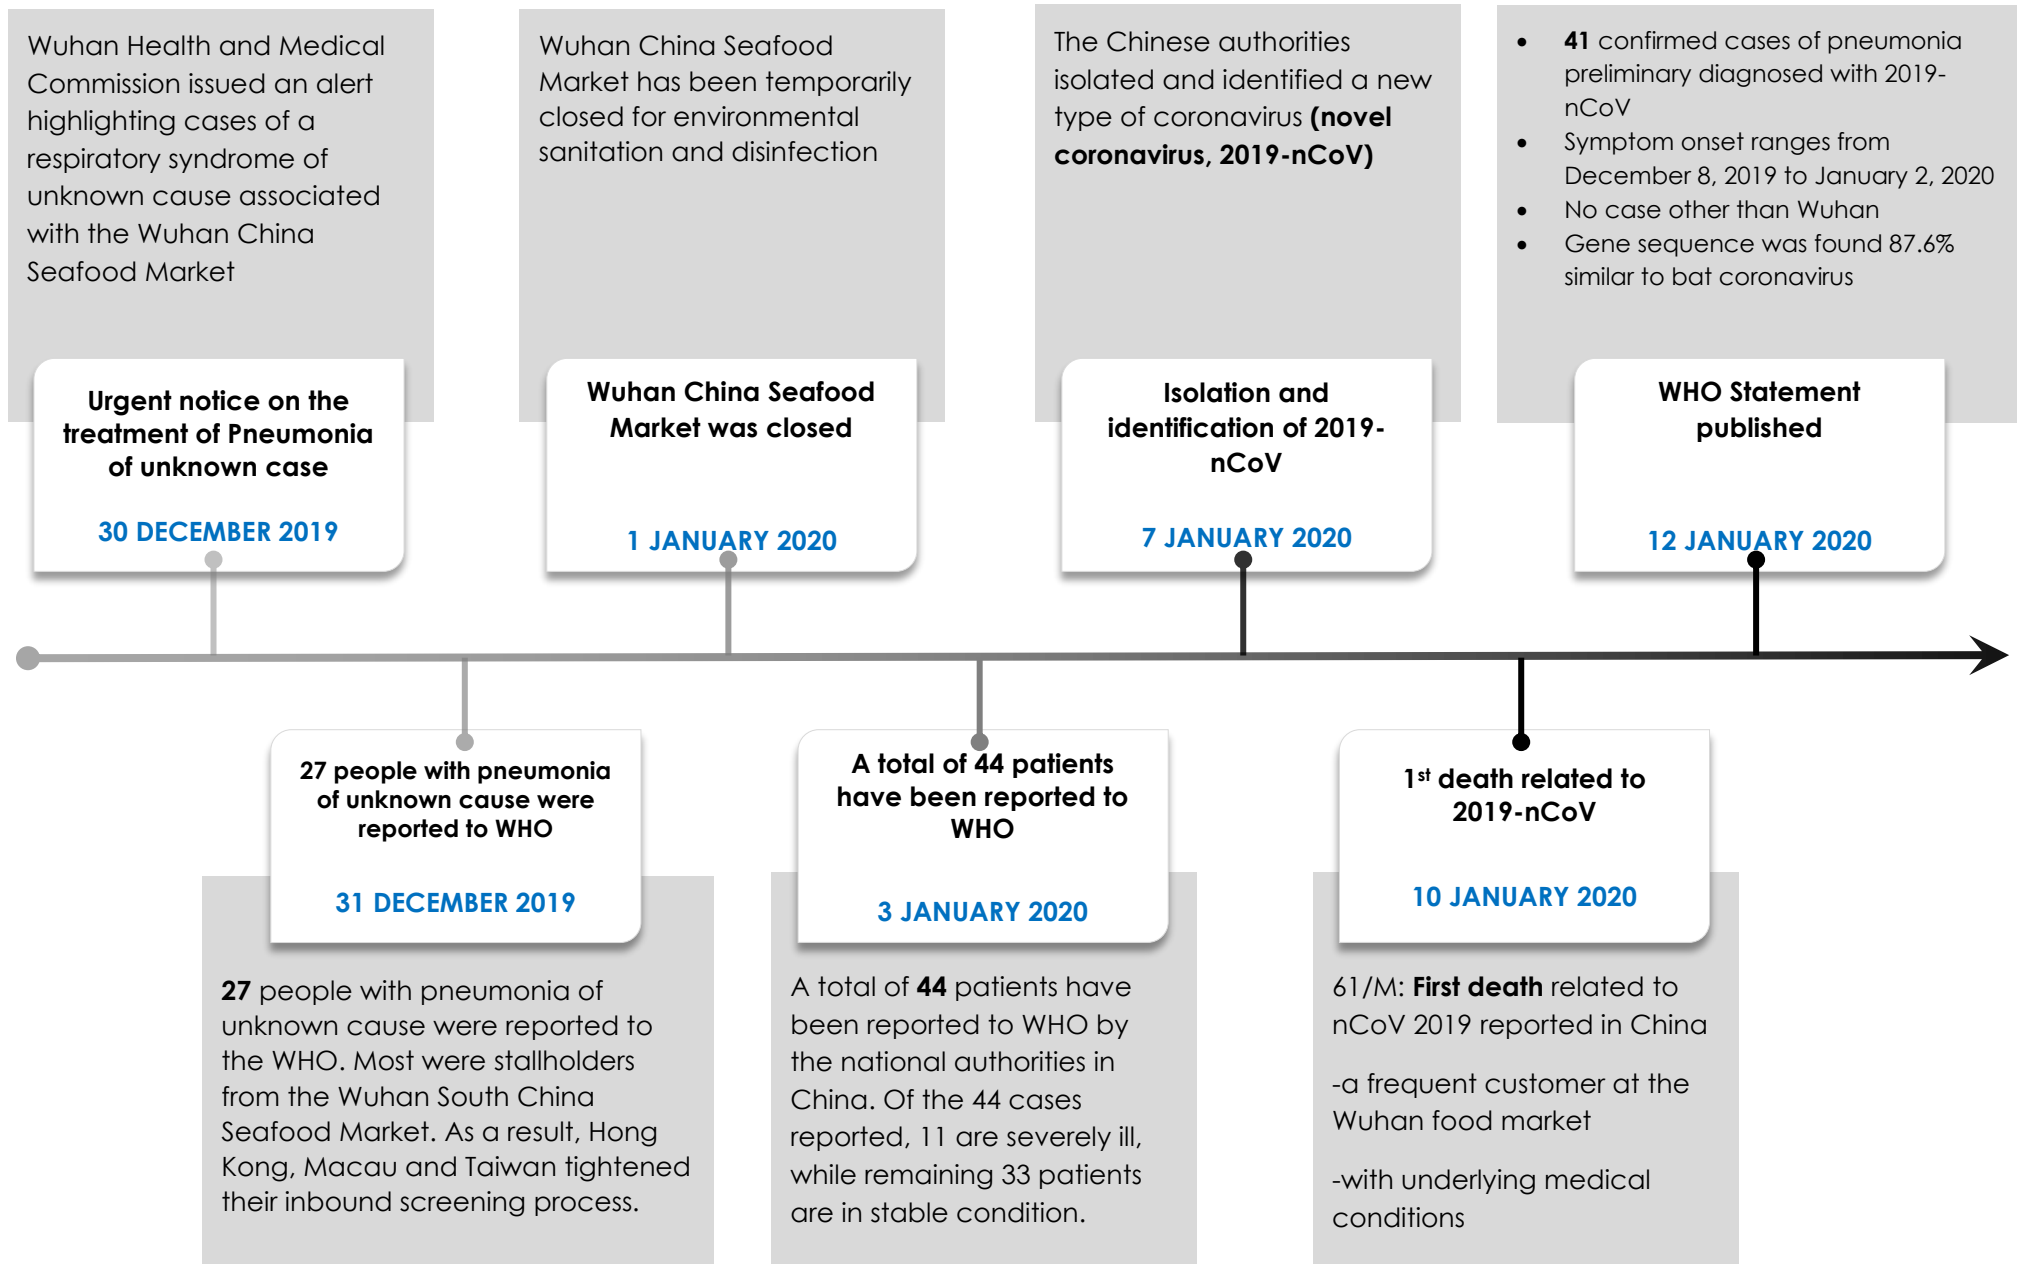 Wuhan Health and Medical
Commission issued an alert
highlighting cases of a
respiratory syndrome of
unknown cause associated
with the Wuhan China
Seafood Market
Urgent notice on the
treatment of Pneumonia
of unknown case
30 DECEMBER 2019
Wuhan China Seafood
Market has been temporarily
closed for environmental
sanitation and disinfection
Wuhan China Seafood
Market was closed
1 JANUARY 2020
The Chinese authorities
isolated and identified a new
type of coronavirus (novel
coronavirus, 2019-nCoV)
Isolation and
identification of 2019-
nCoV
7 JANUARY 2020
• 41 confirmed cases of pneumonia
preliminary diagnosed with 2019-
nCoV
• Symptom onset ranges from
December 8, 2019 to January 2, 2020
• No case other than Wuhan
• Gene sequence was found 87.6%
similar to bat coronavirus
WHO Statement
published
12 JANUARY 2020
27 people with pneumonia
of unknown cause were
reported to WHO
31 DECEMBER 2019
27 people with pneumonia of
unknown cause were reported to
the WHO. Most were stallholders
from the Wuhan South China
Seafood Market. As a result, Hong
Kong, Macau and Taiwan tightened
their inbound screening process.
A total of 44 patients
have been reported to
WHO
3 JANUARY 2020
A total of 44 patients have
been reported to WHO by
the national authorities in
China. Of the 44 cases
reported, 11 are severely ill,
while remaining 33 patients
are in stable condition.
1st death related to
2019-nCoV
10 JANUARY 2020
61/M: First death related to
nCoV 2019 reported in China
-a frequent customer at the
Wuhan food market
-with underlying medical
conditions